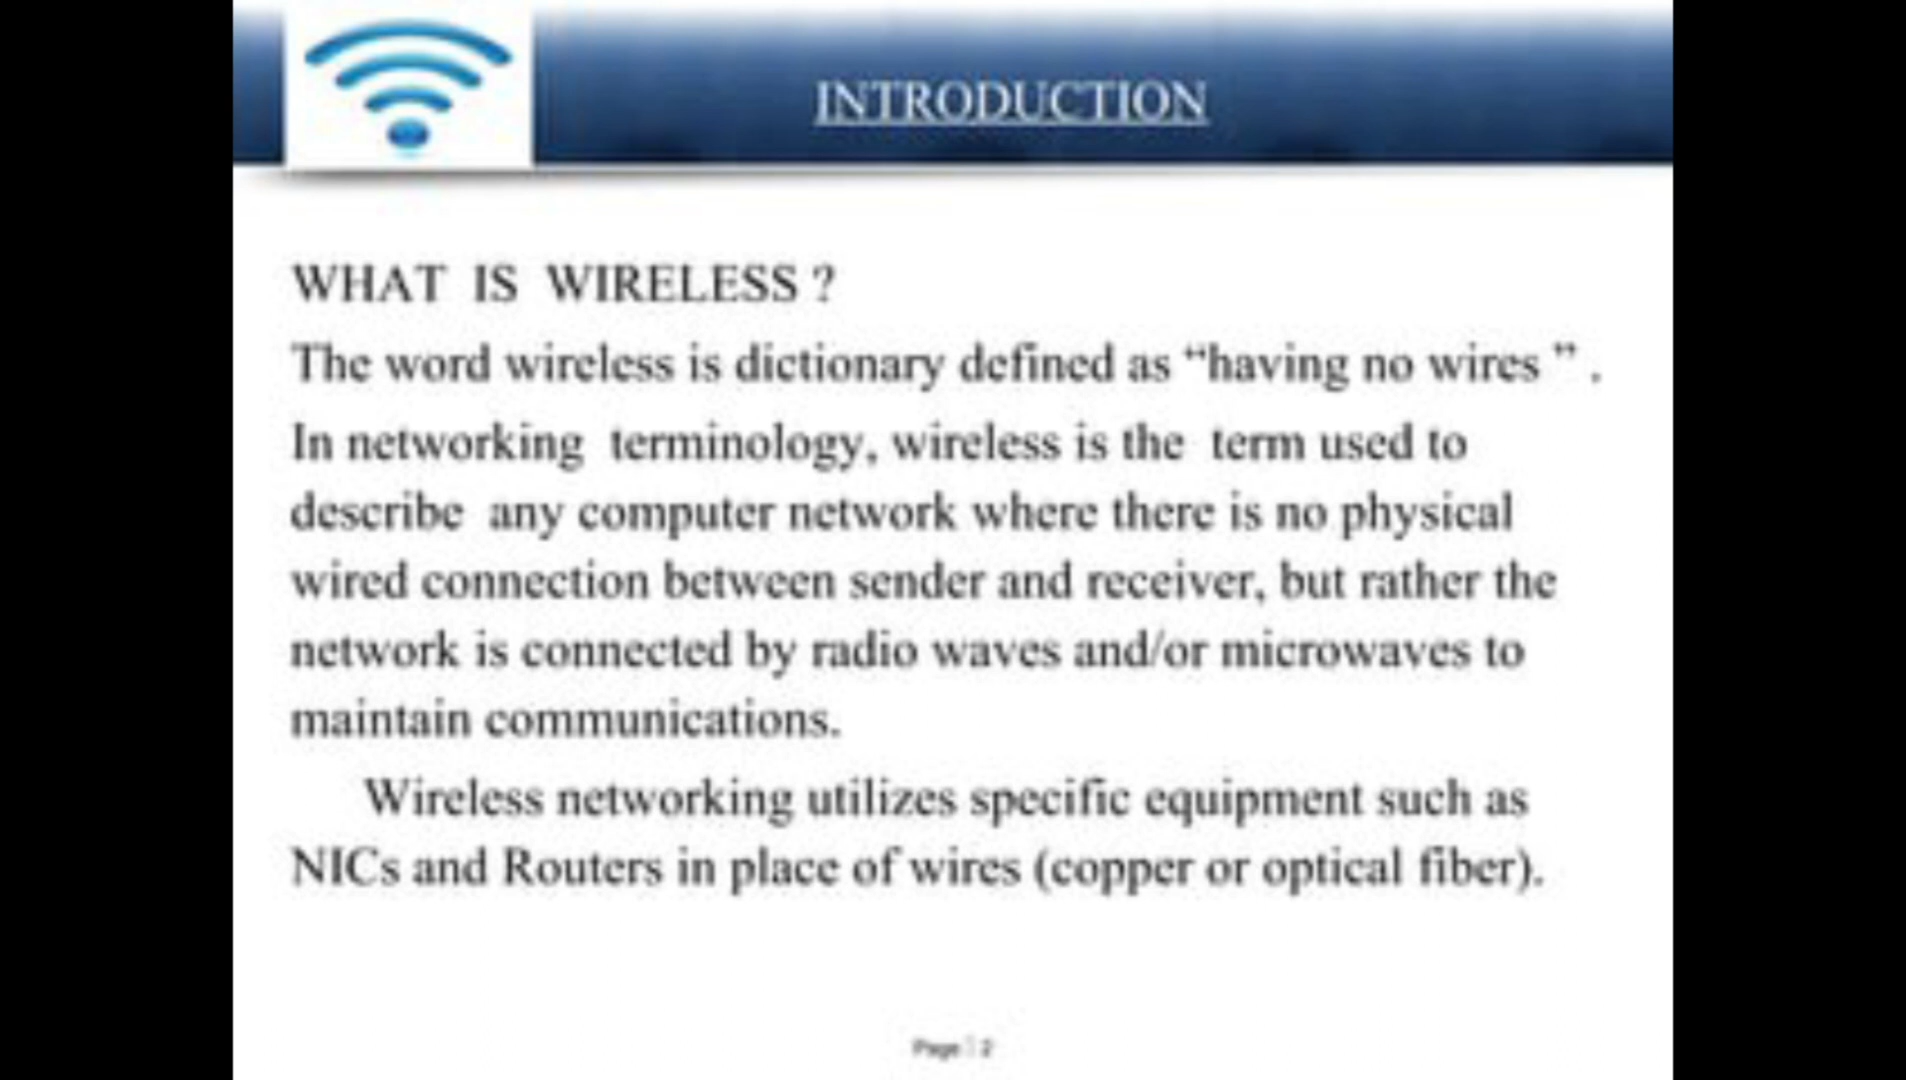 INTRODUCTION
WHAT IS WIRELESS ?
The word wireless is dictionary defined as “having no wires ” .
In networking terminology, wireless is the term used to
describe any computer network where there is no physical
wired connection between sender and receiver, but rather the
network is connected by radio waves and/or microwaves to
maintain communications.
Wireless networking utilizes specific equipment such as
NICs and Routers in place of wires (copper or optical fiber).
Page | 2